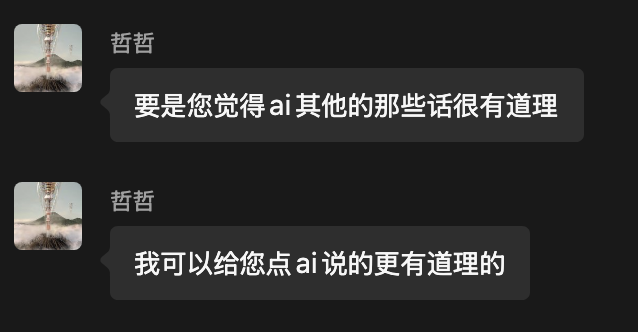 哲哲
要是您觉得ai其他的那些话很有道理
哲哲
我可以给您点ai说的更有道理的